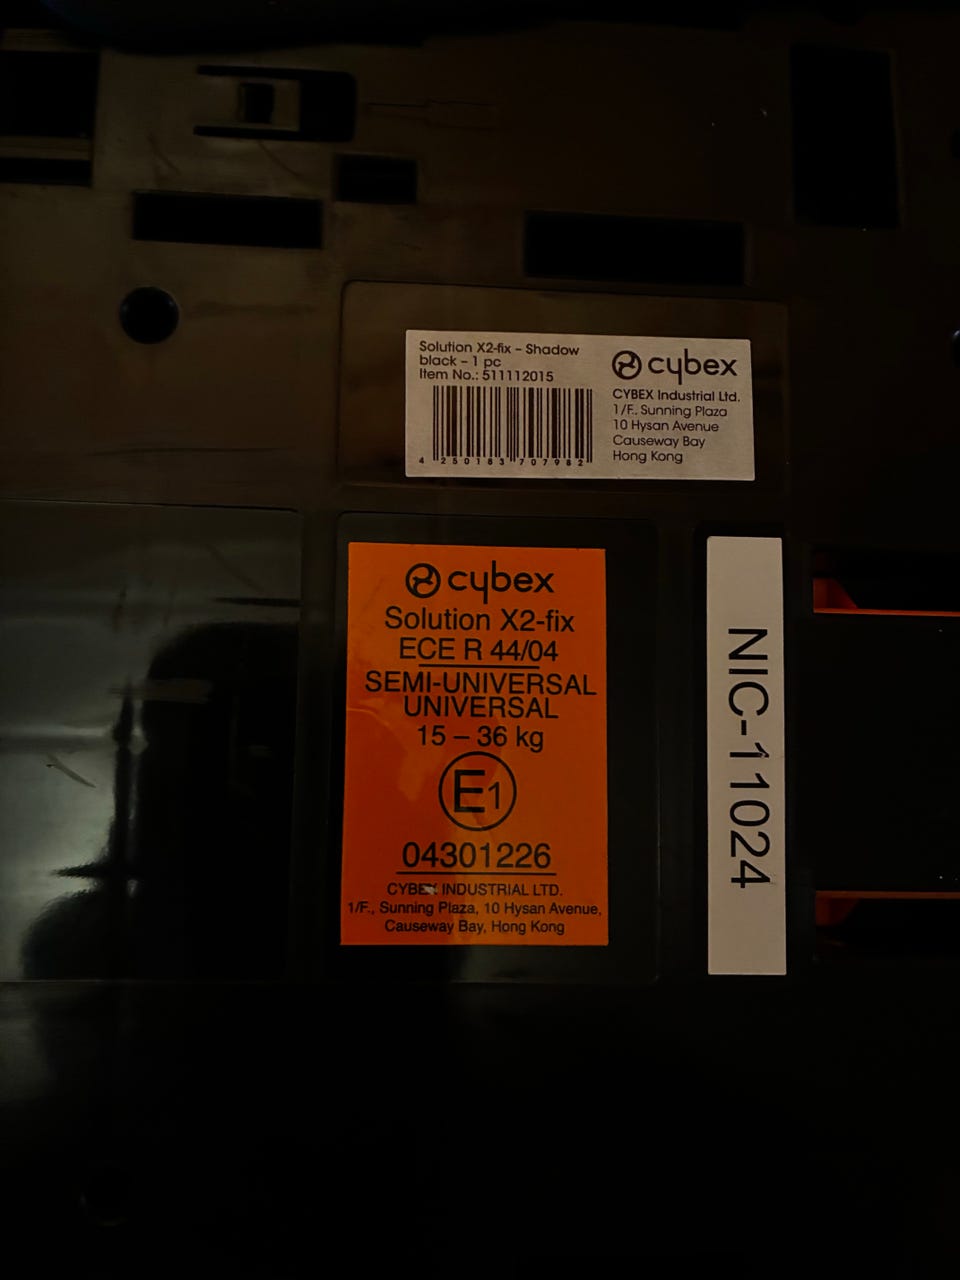 Solution X2-fix – Shadow
black – 1 pc
Item No.: 511112015
4 250183 707982
cybex
CYBEX Industrial Ltd.
1/F., Sunning Plaza
10 Hysan Avenue
Causeway Bay
Hong Kong
cybex
Solution X2-fix
ECE R 44/04
SEMI-UNIVERSAL
UNIVERSAL
15 – 36 kg
E1
04301226
CYBEX INDUSTRIAL LTD.
1/F., Sunning Plaza, 10 Hysan Avenue,
Causeway Bay, Hong Kong
NIC-11024